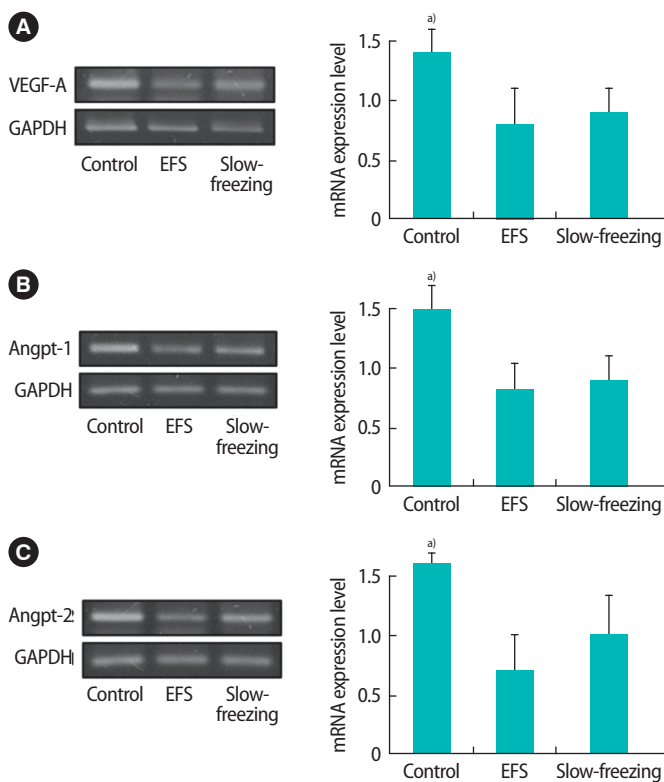 A
VEGF-A
GAPDH
Control EFS Slow-
freezing
mRNA expression level
1.5
1.0
0.5
0
a)
Control EFS Slow-freezing
B
Angpt-1
GAPDH
Control EFS Slow-
freezing
mRNA expression level
1.5
1.0
0.5
0
a)
Control EFS Slow-freezing
C
Angpt-2
GAPDH
Control EFS Slow-
freezing
mRNA expression level
1.5
1.0
0.5
0
a)
Control EFS Slow-freezing